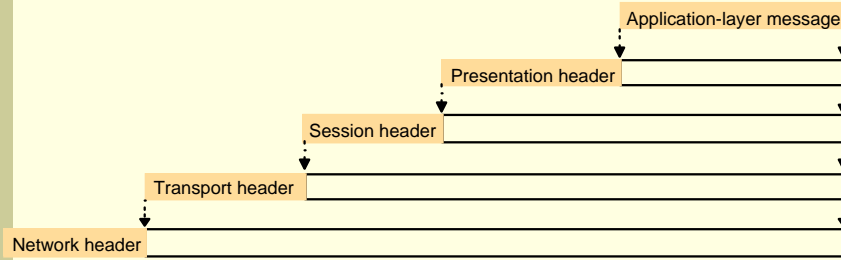 Application-layer message
Presentation header
Session header
Transport header
Network header